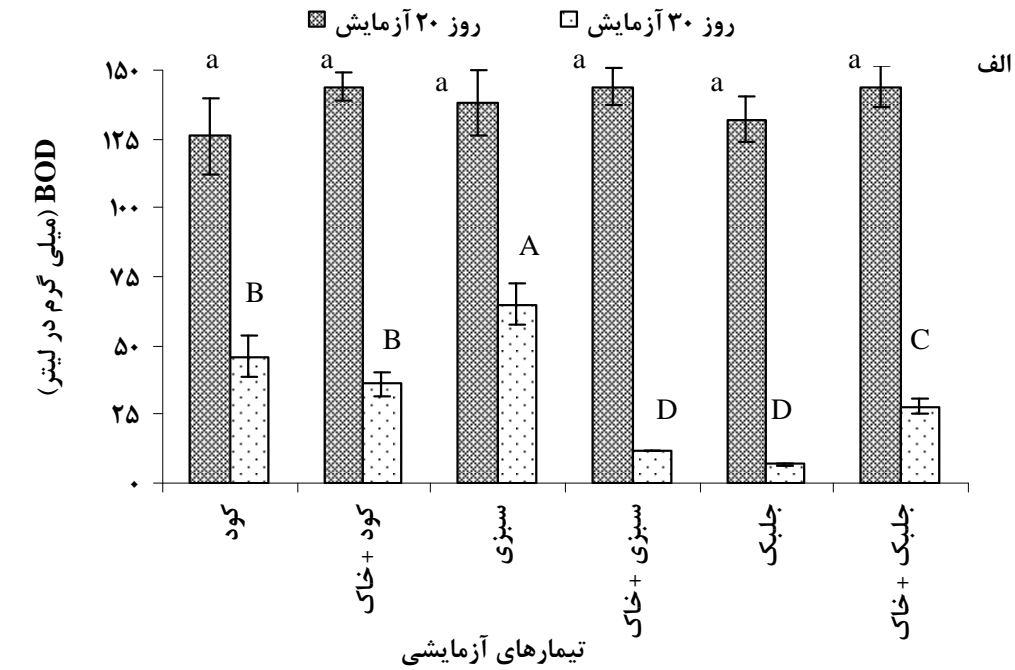 روز ۲۰ آزمایش
روز ۳۰ آزمایش
الف
BOD (میلی گرم در لیتر)
۱۵۰
۱۲۵
۱۰۰
۷۵
۵۰
۲۵
۰
a
B
a
B
a
A
a
D
a
D
a
C
کود
کود +خاک
سبزی
سبزی +خاک
جلبک
جلبک +خاک
تیمارهای آزمایشی